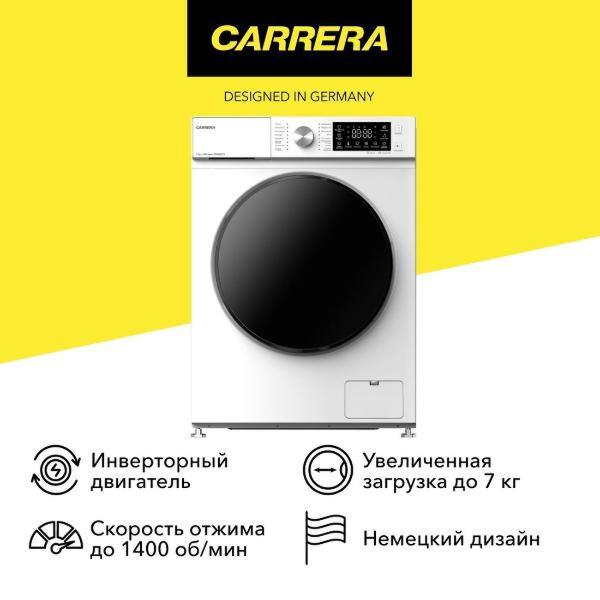 CARRERA
DESIGNED IN GERMANY
CARRERA
Инверторный
двигатель
Увеличенная
загрузка до 7 кг
Скорость отжима
до 1400 об/мин
Немецкий дизайн